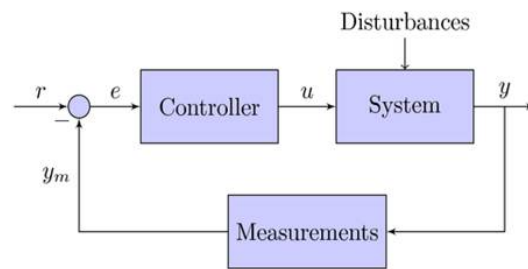 Disturbances
r
e
Controller
u
System
y
−
y_m
Measurements